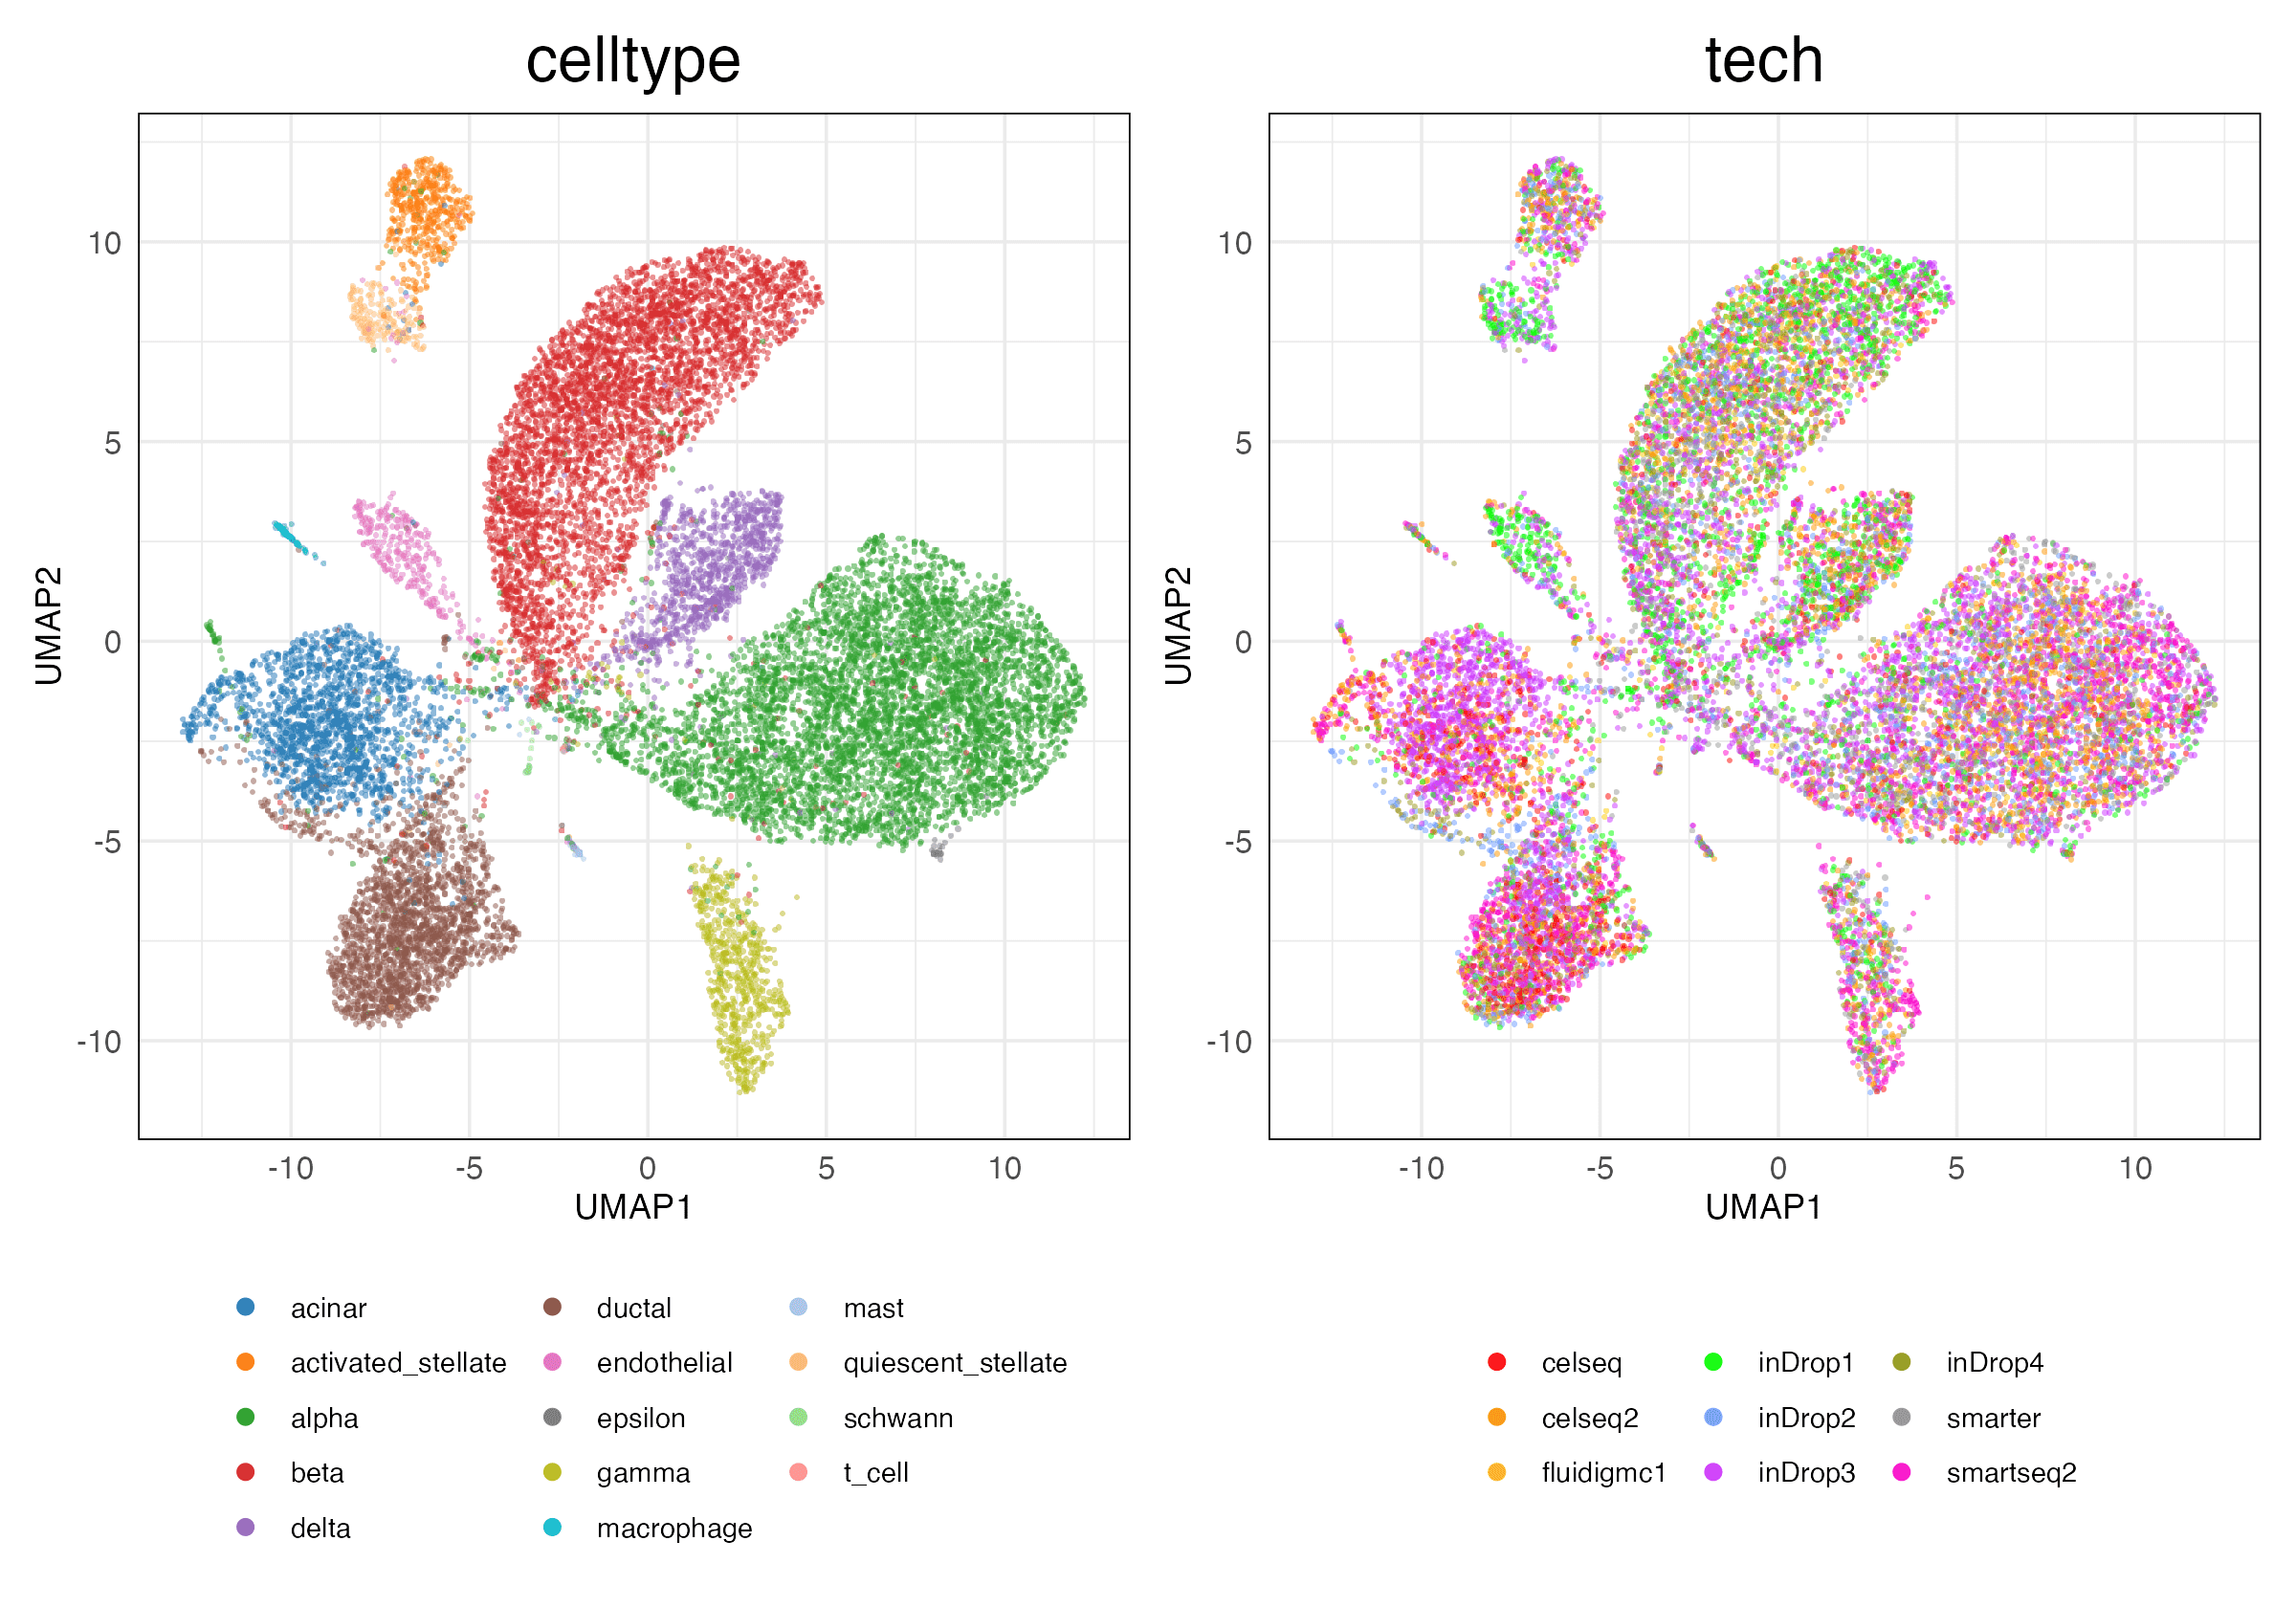 celltype
tech
10
5
0
-5
-10
UMAP2
-10 -5 0 5 10
UMAP1
10
5
0
-5
-10
UMAP2
-10 -5 0 5 10
UMAP1
acinar ductal mast
activated_stellate endothelial quiescent_stellate
alpha epsilon schwann
beta gamma t_cell
delta macrophage
celseq inDrop1 inDrop4
celseq2 inDrop2 smarter
fluidigmc1 inDrop3 smartseq2